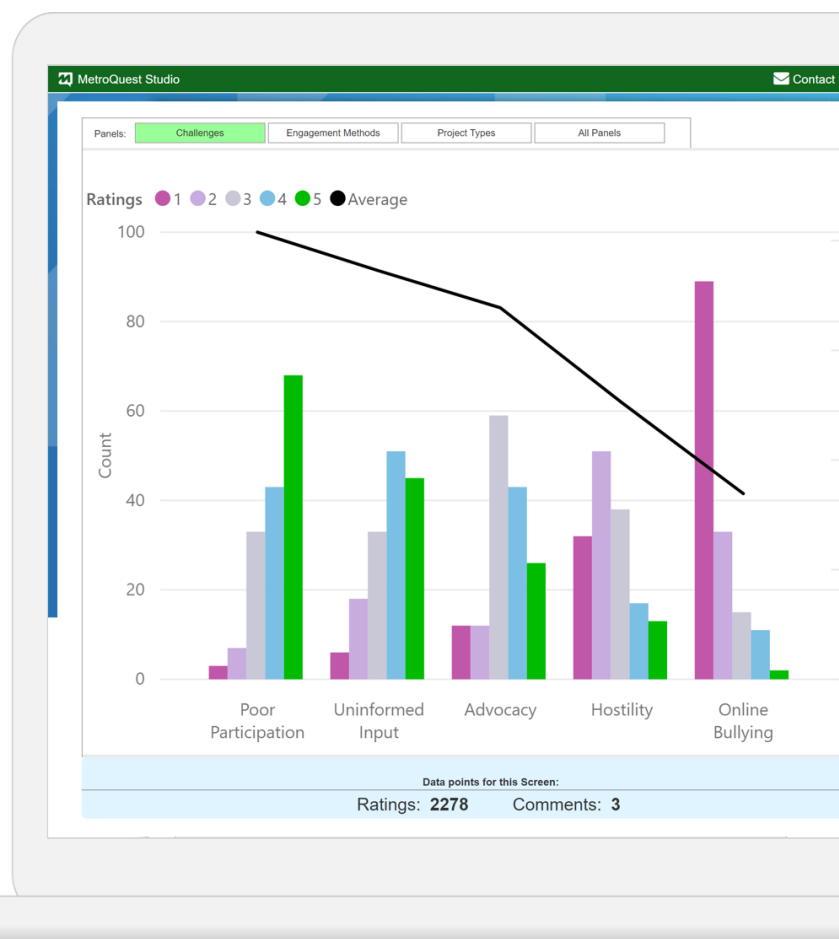 MetroQuest Studio
Contact
Panels: Challenges Engagement Methods Project Types All Panels
Ratings 1 2 3 4 5 Average
100
80
60
40
20
0
Count
Poor Participation
Uninformed Input
Advocacy
Hostility
Online Bullying
Data points for this Screen:
Ratings: 2278 Comments: 3